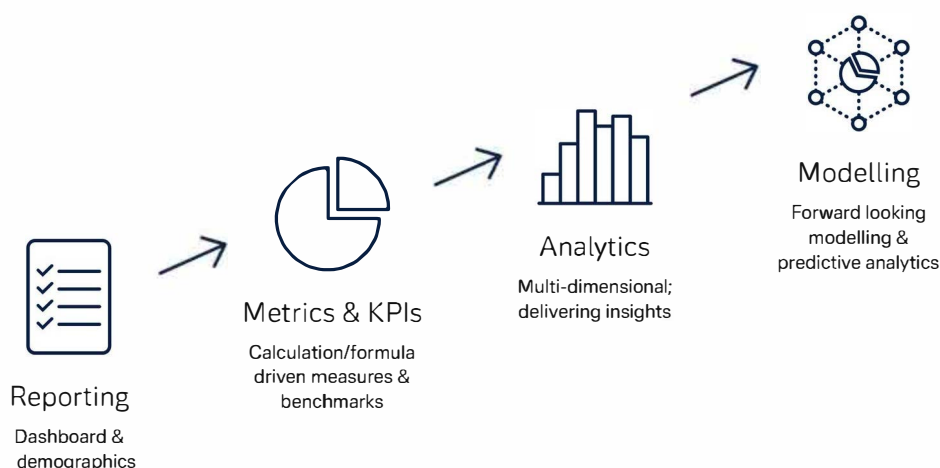 Reporting
Dashboard &
demographics
Metrics & KPIs
Calculation/formula
driven measures &
benchmarks
Analytics
Multi-dimensional;
delivering insights
Modelling
Forward looking
modelling &
predictive analytics